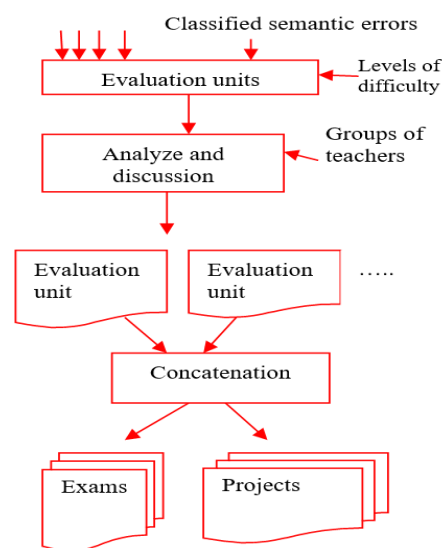 Classified semantic errors
Evaluation units
Levels of
difficulty
Analyze and
discussion
Groups of
teachers
Evaluation
unit
Evaluation
unit
.....
Concatenation
Exams
Projects